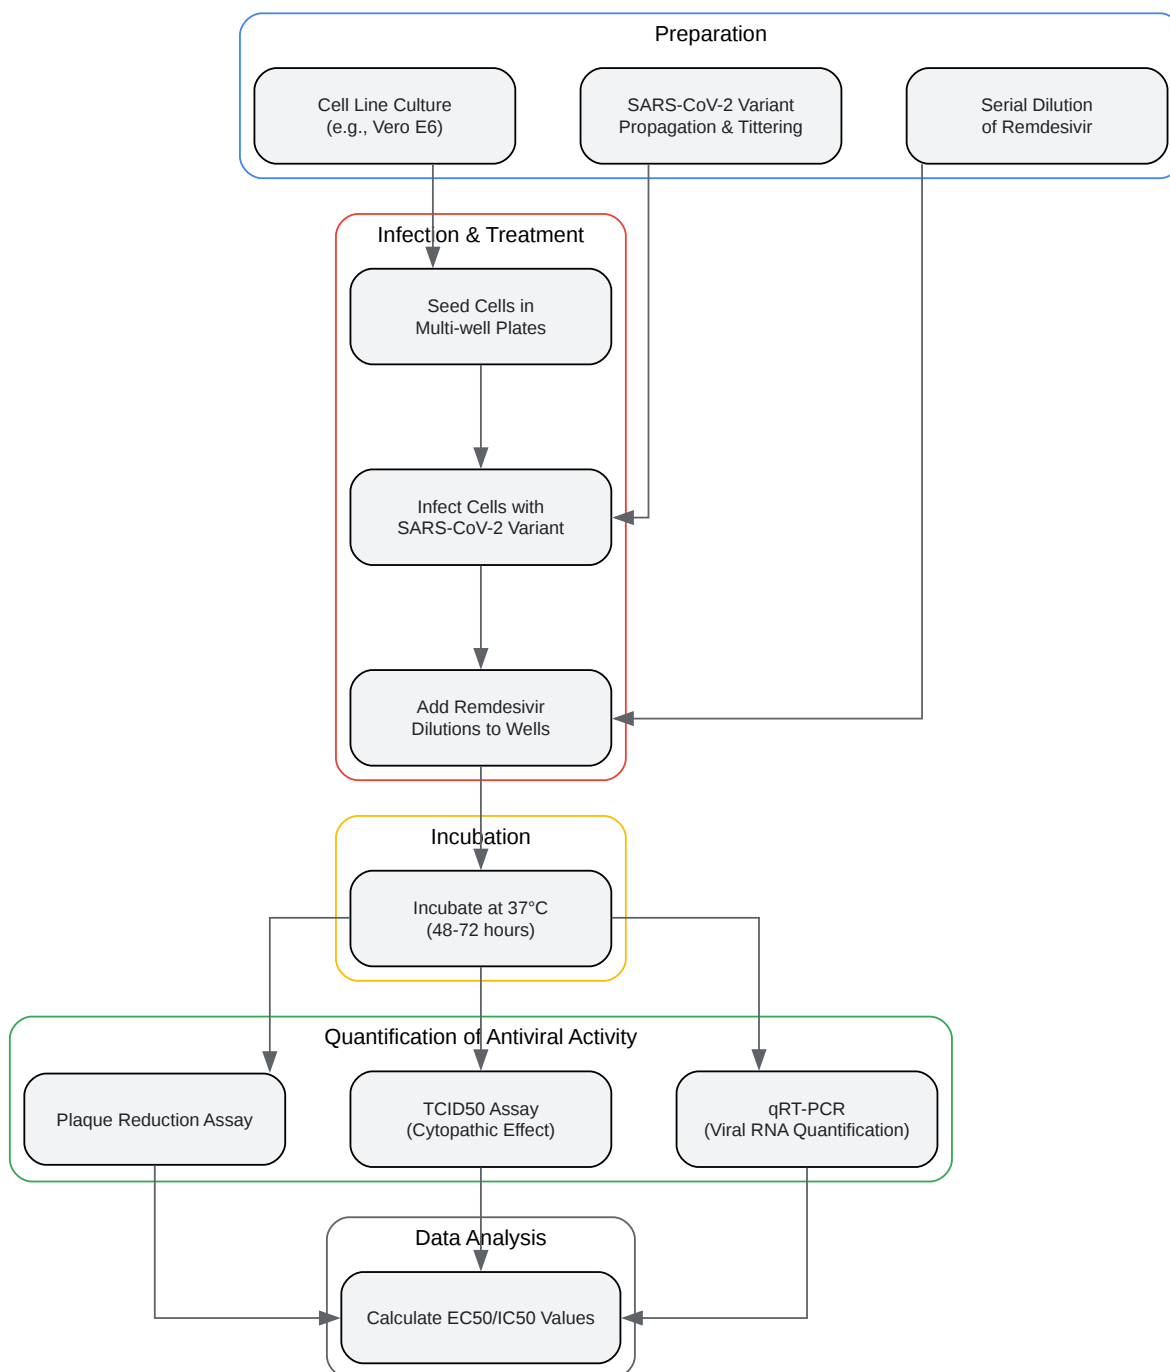 Preparation
Cell Line Culture
(e.g., Vero E6)
SARS-CoV-2 Variant
Propagation & Tittering
Serial Dilution
of Remdesivir
Infection & Treatment
Seed Cells in
Multi-well Plates
Infect Cells with
SARS-CoV-2 Variant
Add Remdesivir
Dilutions to Wells
Incubation
Incubate at 37°C
(48-72 hours)
Quantification of Antiviral Activity
Plaque Reduction Assay
TCID50 Assay
(Cytopathic Effect)
qRT-PCR
(Viral RNA Quantification)
Data Analysis
Calculate EC50/IC50 Values